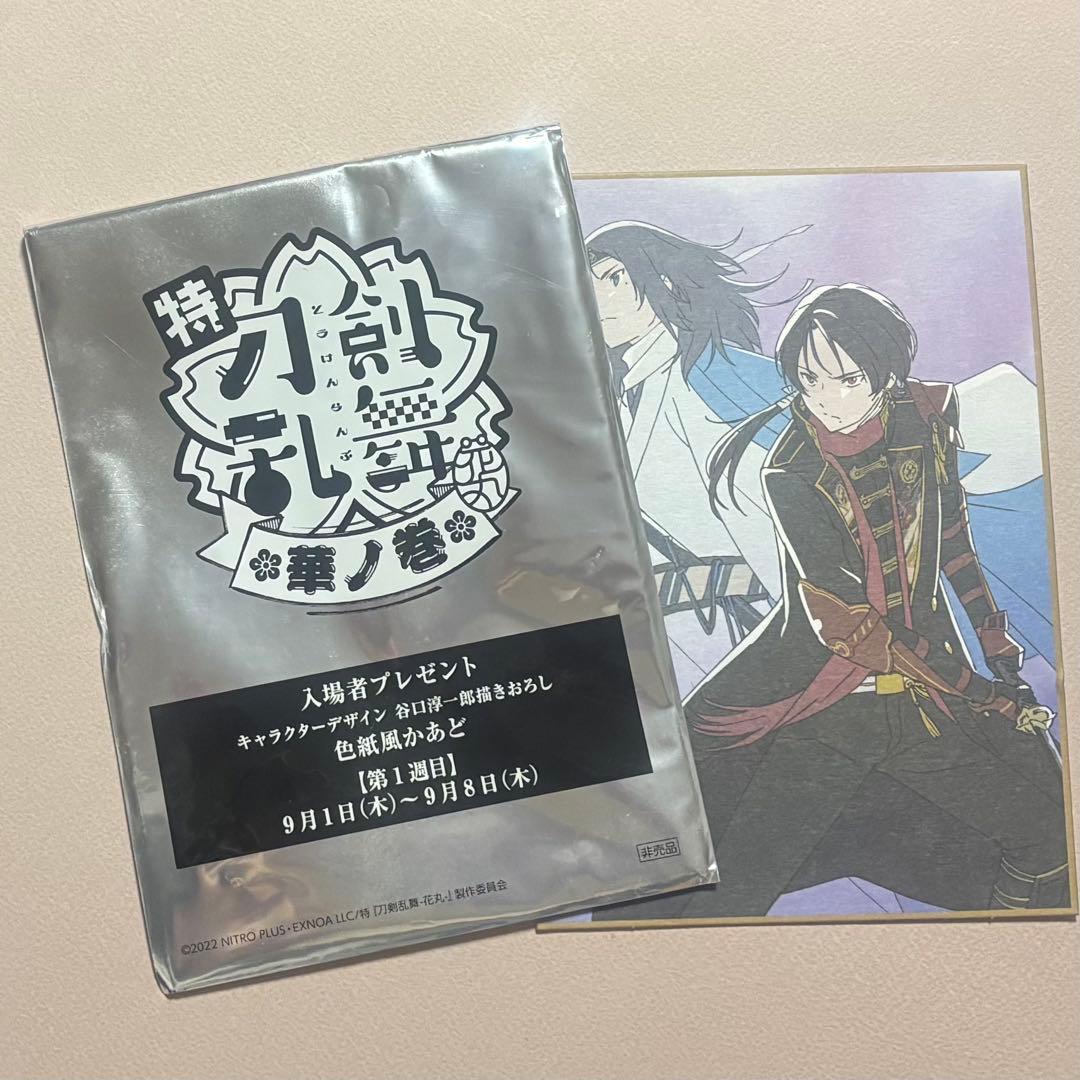 特
刀剣
乱舞
とうけんらんぶ
華ノ巻
入場者プレゼント
キャラクターデザイン 谷口淳一郎描きおろし
色紙風かあど
【第1週目】
9月1日(木)～9月8日(木)
非売品
©2022 NITRO PLUS・EXNOA LLC/特『刀剣乱舞-花丸-』製作委員会